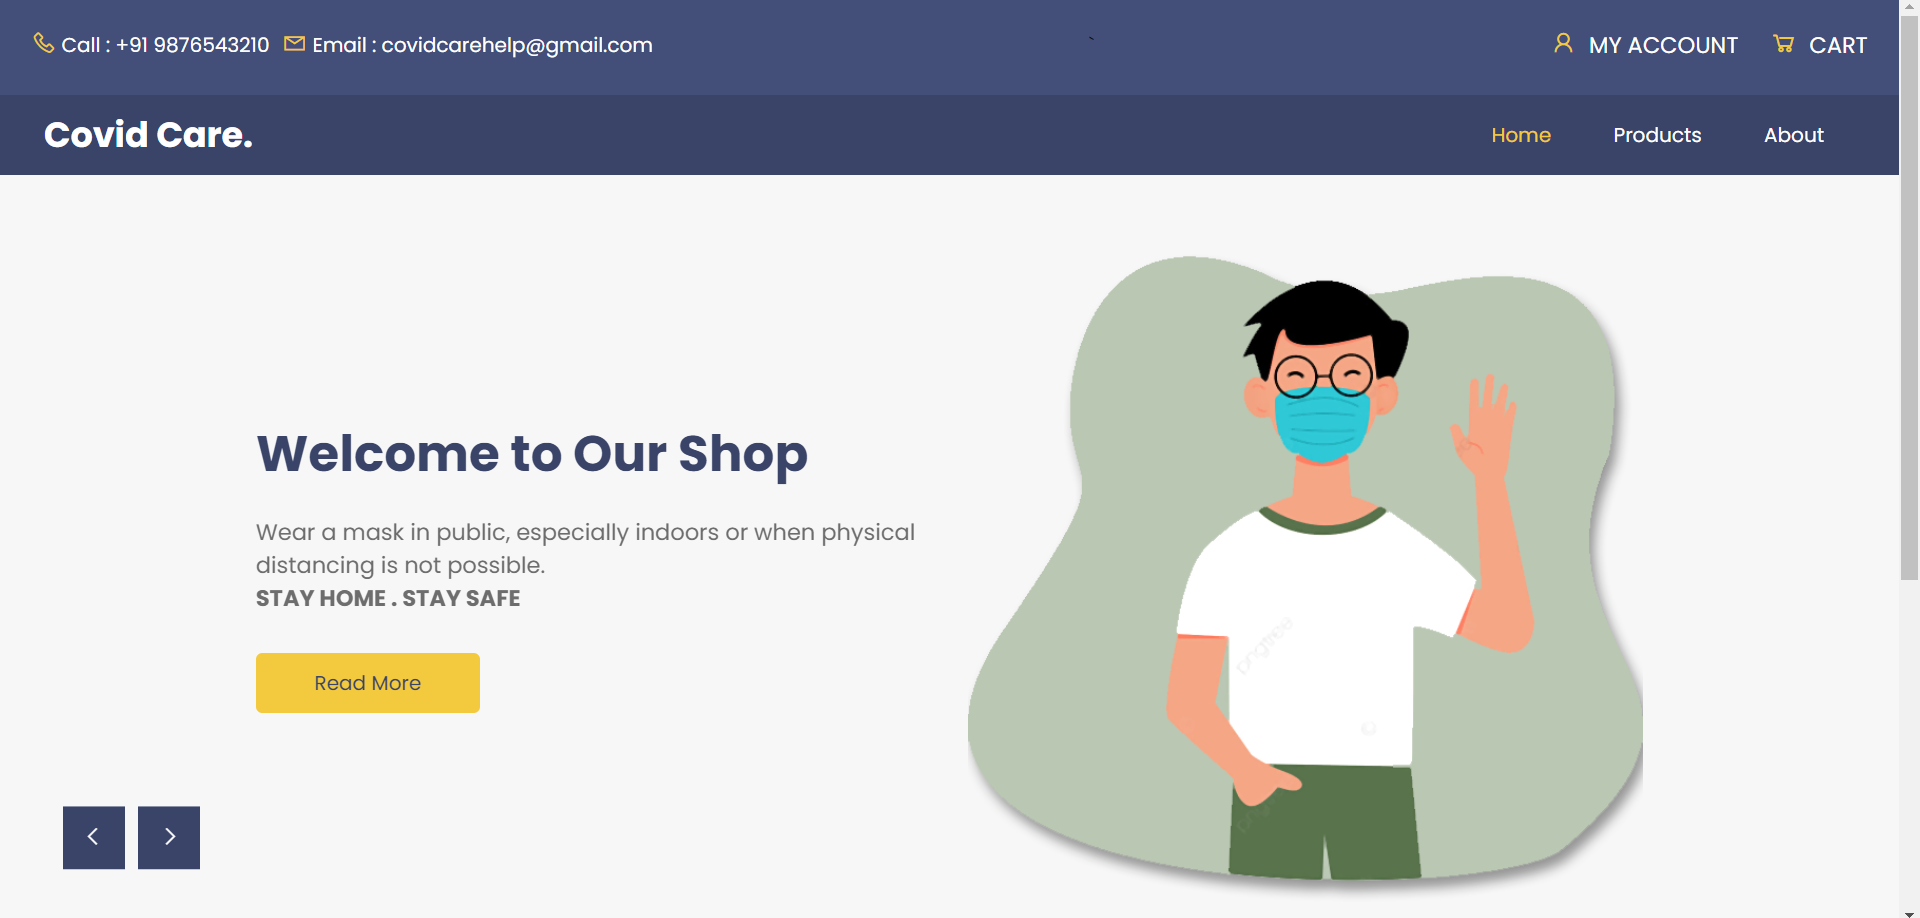 Call : +91 9876543210 Email : covidcarehelp@gmail.com
MY ACCOUNT CART
Covid Care.
Home Products About
Welcome to Our Shop
Wear a mask in public, especially indoors or when physical
distancing is not possible.
STAY HOME . STAY SAFE
Read More
pngtree